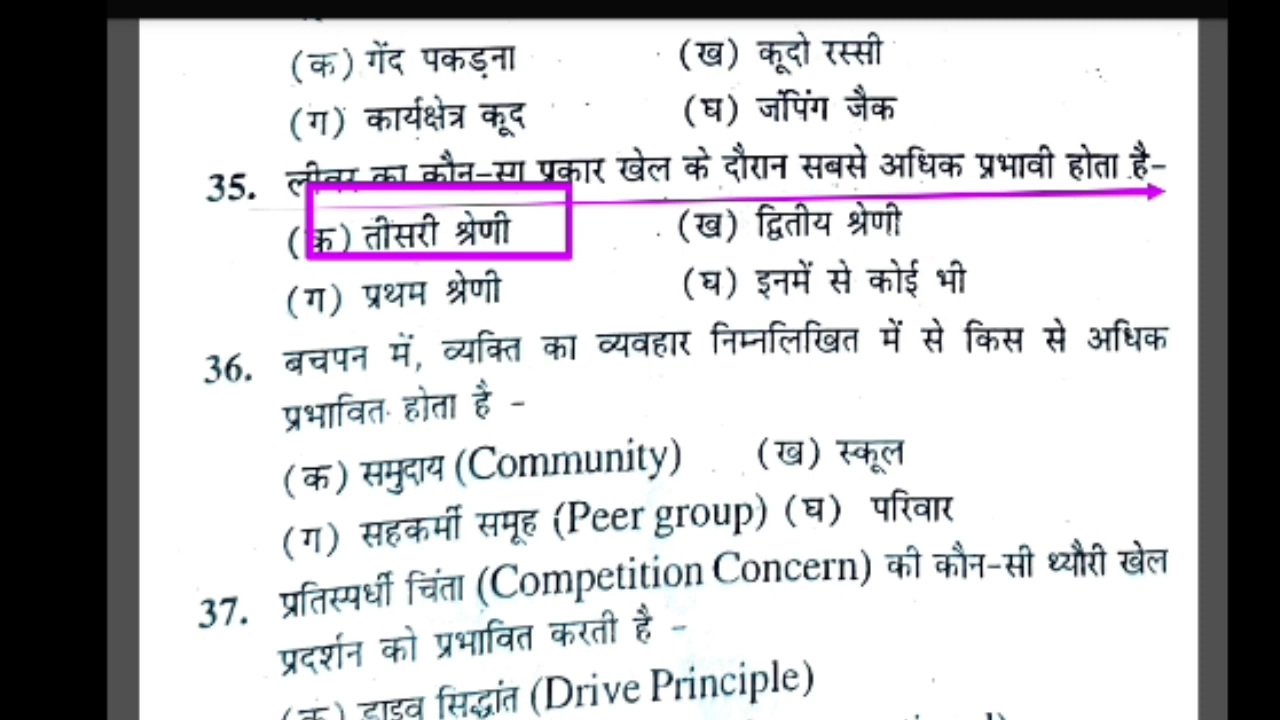 (क) गेंद पकड़ना (ख) कूदो रस्सी
(ग) कार्यक्षेत्र कूद (घ) जंपिंग जैक
35. लीवर का कौन-सा प्रकार खेल के दौरान सबसे अधिक प्रभावी होता है-
(क) तीसरी श्रेणी (ख) द्वितीय श्रेणी
(ग) प्रथम श्रेणी (घ) इनमें से कोई भी
36. बचपन में, व्यक्ति का व्यवहार निम्नलिखित में से किस से अधिक
प्रभावित होता है -
(क) समुदाय (Community) (ख) स्कूल
(ग) सहकर्मी समूह (Peer group) (घ) परिवार
37. प्रतिस्पर्धी चिंता (Competition Concern) की कौन-सी थ्यौरी खेल
प्रदर्शन को प्रभावित करती है -
(क) ड्राइव सिद्धांत (Drive Principle)